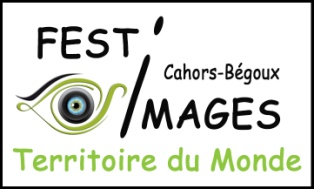 FEST'
Cahors-Bégoux
IMAGES
Territoire du Monde